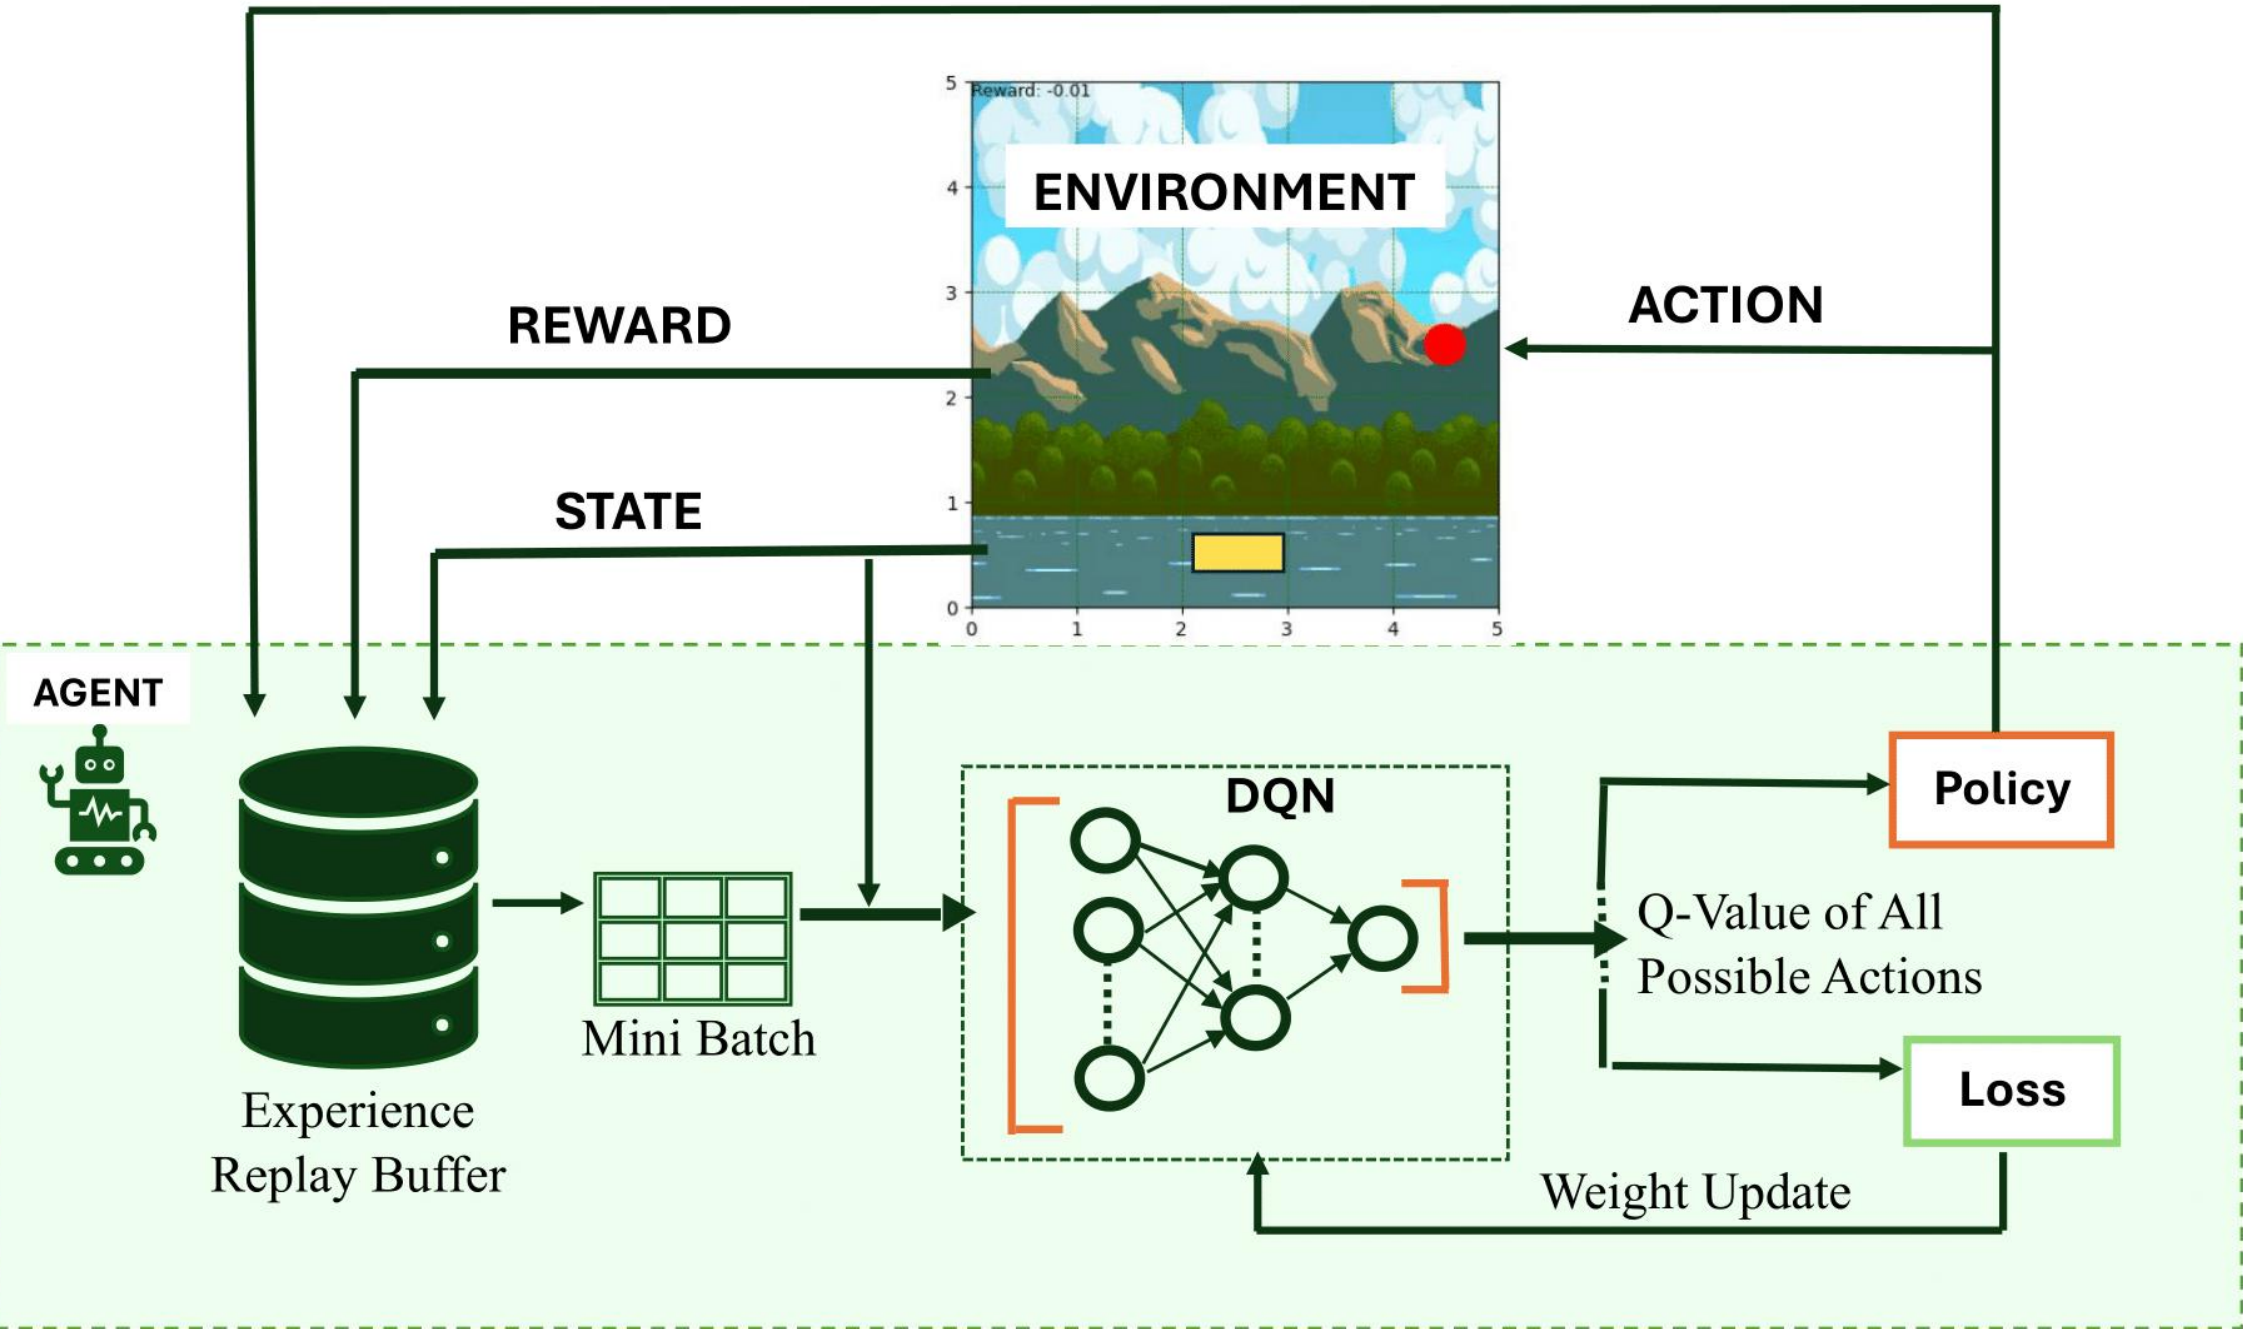 5
Reward: -0.01
4
ENVIRONMENT
3
REWARD
ACTION
2
STATE
1
0
0 1 2 3 4 5
AGENT
DQN
Policy
Q-Value of All
Possible Actions
Mini Batch
Loss
Experience
Replay Buffer
Weight Update